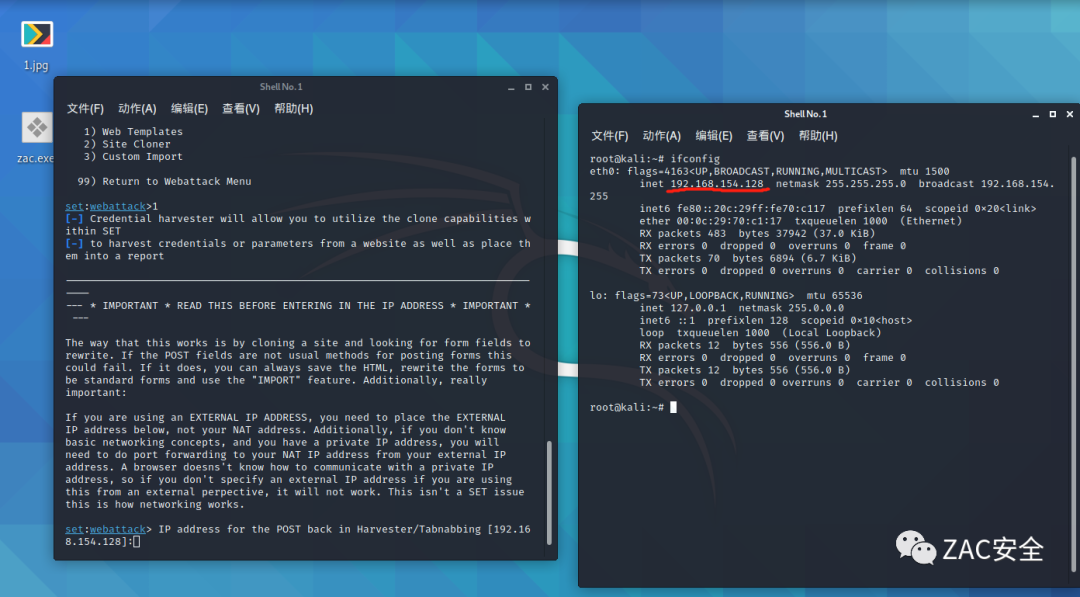 1.jpg
zac.exe
Shell No.1
文件(F) 动作(A) 编辑(E) 查看(V) 帮助(H)
1) Web Templates
2) Site Cloner
3) Custom Import
99) Return to Webattack Menu
set:webattack>1
[-] Credential harvester will allow you to utilize the clone capabilities w
ithin SET
[-] to harvest credentials or parameters from a website as well as place th
em into a report
--- * IMPORTANT * READ THIS BEFORE ENTERING IN THE IP ADDRESS * IMPORTANT *
---
The way that this works is by cloning a site and looking for form fields to
rewrite. If the POST fields are not usual methods for posting forms this
could fail. If it does, you can always save the HTML, rewrite the forms to
be standard forms and use the "IMPORT" feature. Additionally, really
important:
If you are using an EXTERNAL IP ADDRESS, you need to place the EXTERNAL
IP address below, not your NAT address. Additionally, if you don't know
basic networking concepts, and you have a private IP address, you will
need to do port forwarding to your NAT IP address from your external IP
address. A browser doesns't know how to communicate with a private IP
address, so if you don't specify an external IP address if you are using
this from an external perpective, it will not work. This isn't a SET issue
this is how networking works.
set:webattack> IP address for the POST back in Harvester/Tabnabbing [192.16
8.154.128]:
Shell No.1
文件(F) 动作(A) 编辑(E) 查看(V) 帮助(H)
root@kali:~# ifconfig
eth0: flags=4163<UP,BROADCAST,RUNNING,MULTICAST>  mtu 1500
inet 192.168.154.128  netmask 255.255.255.0  broadcast 192.168.154.
255
inet6 fe80::20c:29ff:fe70:c117  prefixlen 64  scopeid 0×20<link>
ether 00:0c:29:70:c1:17  txqueuelen 1000  (Ethernet)
RX packets 483  bytes 37942 (37.0 KiB)
RX errors 0  dropped 0  overruns 0  frame 0
TX packets 70  bytes 6894 (6.7 KiB)
TX errors 0  dropped 0 overruns 0  carrier 0  collisions 0
lo: flags=73<UP,LOOPBACK,RUNNING>  mtu 65536
inet 127.0.0.1  netmask 255.0.0.0
inet6 ::1  prefixlen 128  scopeid 0×10<host>
loop  txqueuelen 1000  (Local Loopback)
RX packets 12  bytes 556 (556.0 B)
RX errors 0  dropped 0  overruns 0  frame 0
TX packets 12  bytes 556 (556.0 B)
TX errors 0  dropped 0 overruns 0  carrier 0  collisions 0
root@kali:~#
ZAC安全